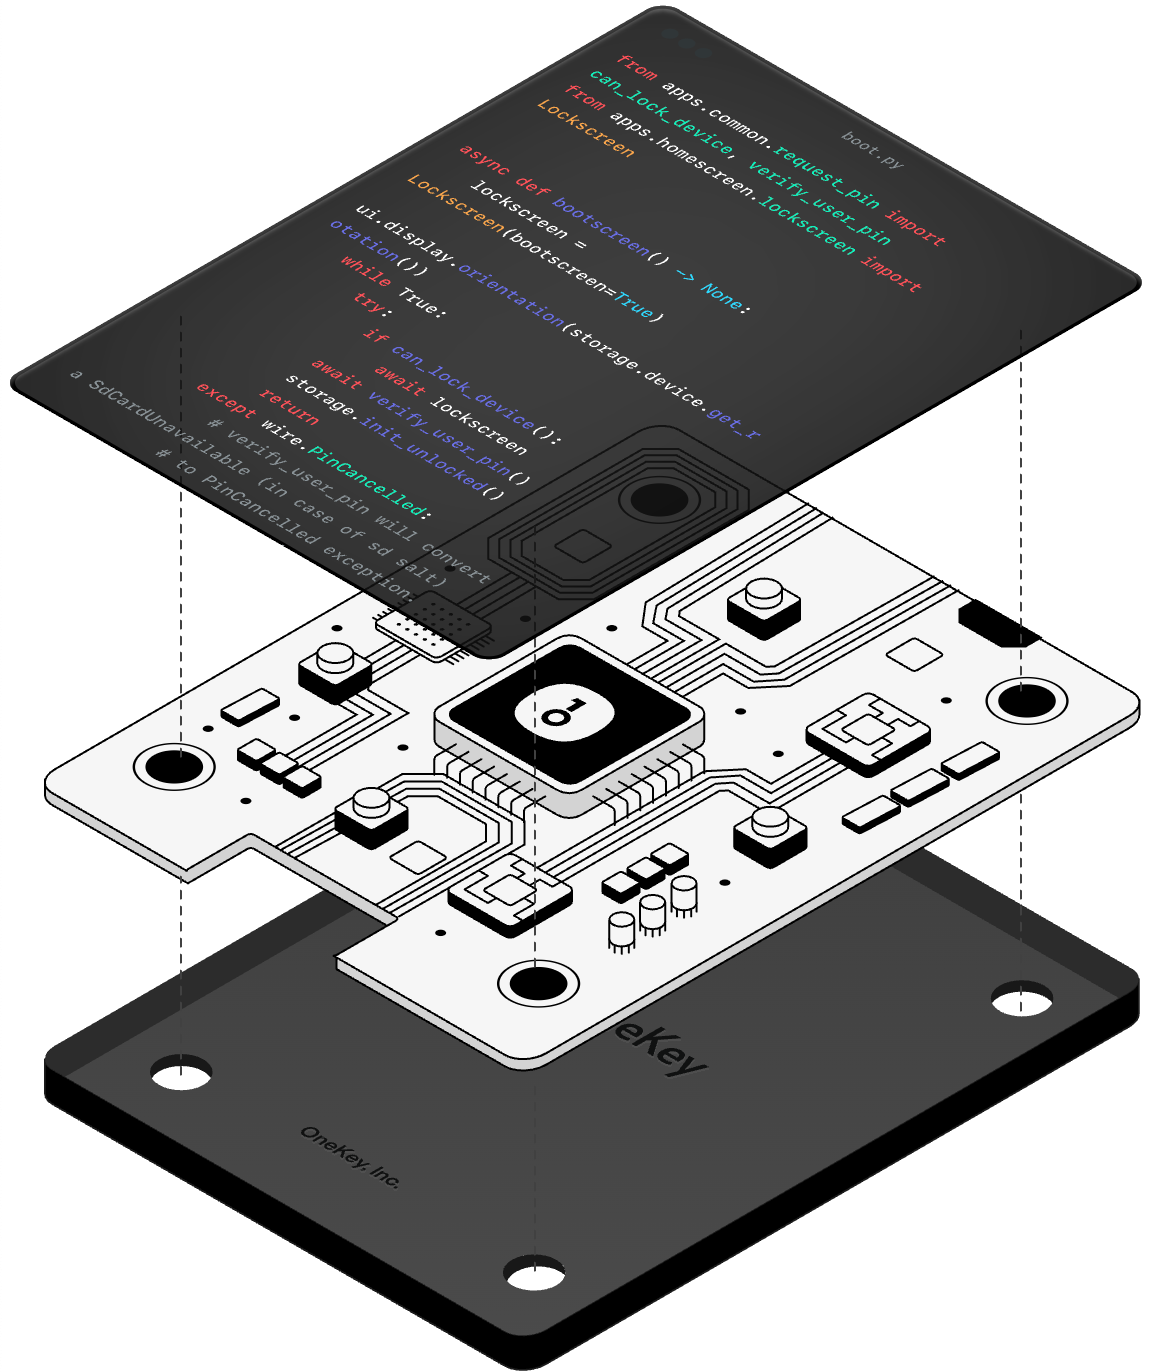 boot.py
from apps.common.request_pin import
can_lock_device, verify_user_pin
from apps.homescreen.lockscreen import
Lockscreen
async def bootscreen() -> None:
lockscreen =
Lockscreen(bootscreen=True)
ui.display.orientation(storage.device.get_r
otation())
while True:
try:
if can_lock_device():
await lockscreen
await verify_user_pin()
storage.init_unlocked()
return
except wire.PinCancelled:
# verify_user_pin will convert
a SdCardUnavailable (in case of sd salt)
# to PinCancelled exception.
eKey
OneKey, Inc.